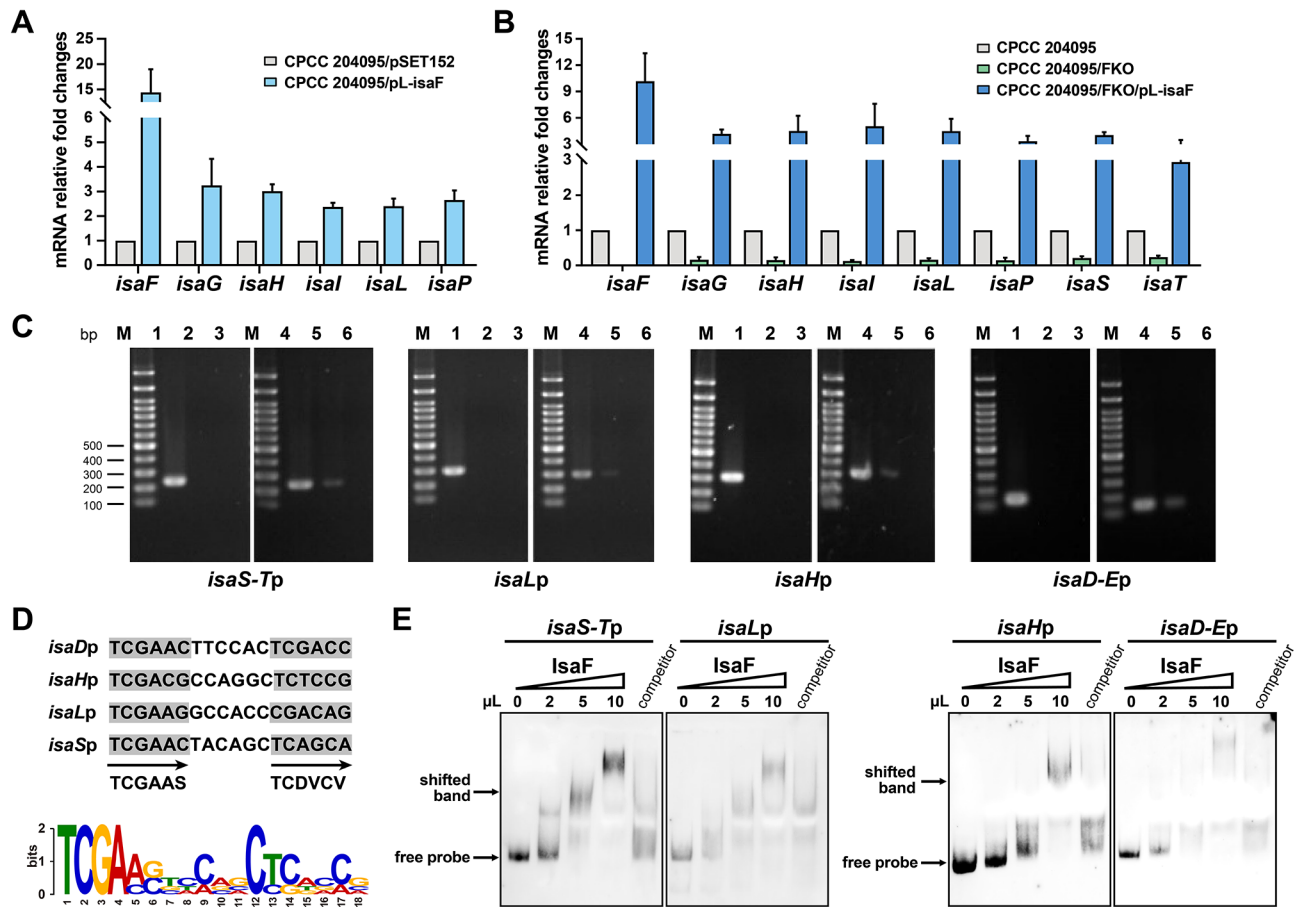 A
mRNA relative fold changes
25
20
15
10
6
5
4
3
2
1
0
CPCC 204095/pSET152
CPCC 204095/pL-isaF
isaF isaG isaH isaI isaL isaP
B
mRNA relative fold changes
15
12
9
6
3
3
2
1
0
CPCC 204095
CPCC 204095/FKO
CPCC 204095/FKO/pL-isaF
isaF isaG isaH isaI isaL isaP isaS isaT
C
bp M 1 2 3 M 4 5 6 M 1 2 3 M 4 5 6 M 1 2 3 M 4 5 6 M 1 2 3 M 4 5 6
500
400
300
200
100
isaS-Tp isaLp isaHp isaD-Ep
D
isaDp TCGAACTTCCACTCGACC
isaHp TCGACGCCAGGCTCTCCG
isaLp TCGAAGGCCACCCGACAG
isaSp TCGAACTACAGCTCAGCA
TCGAAS TCDVCV
bits
2
1
0
1 2 3 4 5 6 7 8 9 10 11 12 13 14 15 16 17 18
E
isaS-Tp isaLp isaHp isaD-Ep
IsaF competitor IsaF competitor IsaF competitor IsaF competitor
µL 0 2 5 10 0 2 5 10 µL 0 2 5 10 0 2 5 10
shifted
band
free probe
shifted
band
free probe